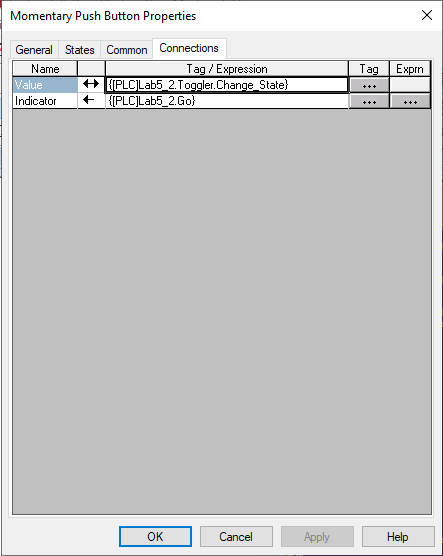 Momentary Push Button Properties
General States Common Connections
Name Tag / Expression Tag Exprn
Value {[PLC]Lab5_2.Toggler.Change_State} ...
Indicator {[PLC]Lab5_2.Go} ... ...
OK Cancel Apply Help